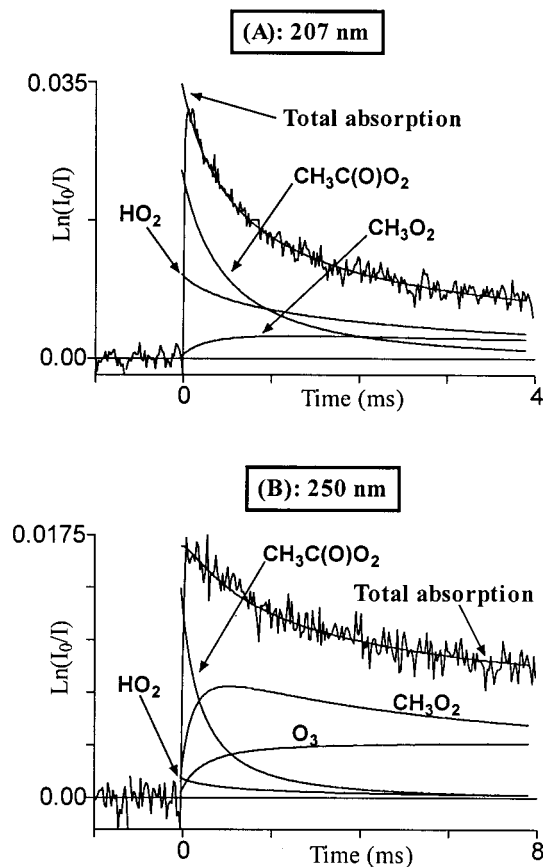 (A): 207 nm
0.035
Total absorption
CH₃C(O)O₂
HO₂
CH₃O₂
Ln(I₀/I)
0.00
0
4
Time (ms)
(B): 250 nm
0.0175
CH₃C(O)O₂
Total absorption
Ln(I₀/I)
HO₂
CH₃O₂
O₃
0.00
0
8
Time (ms)